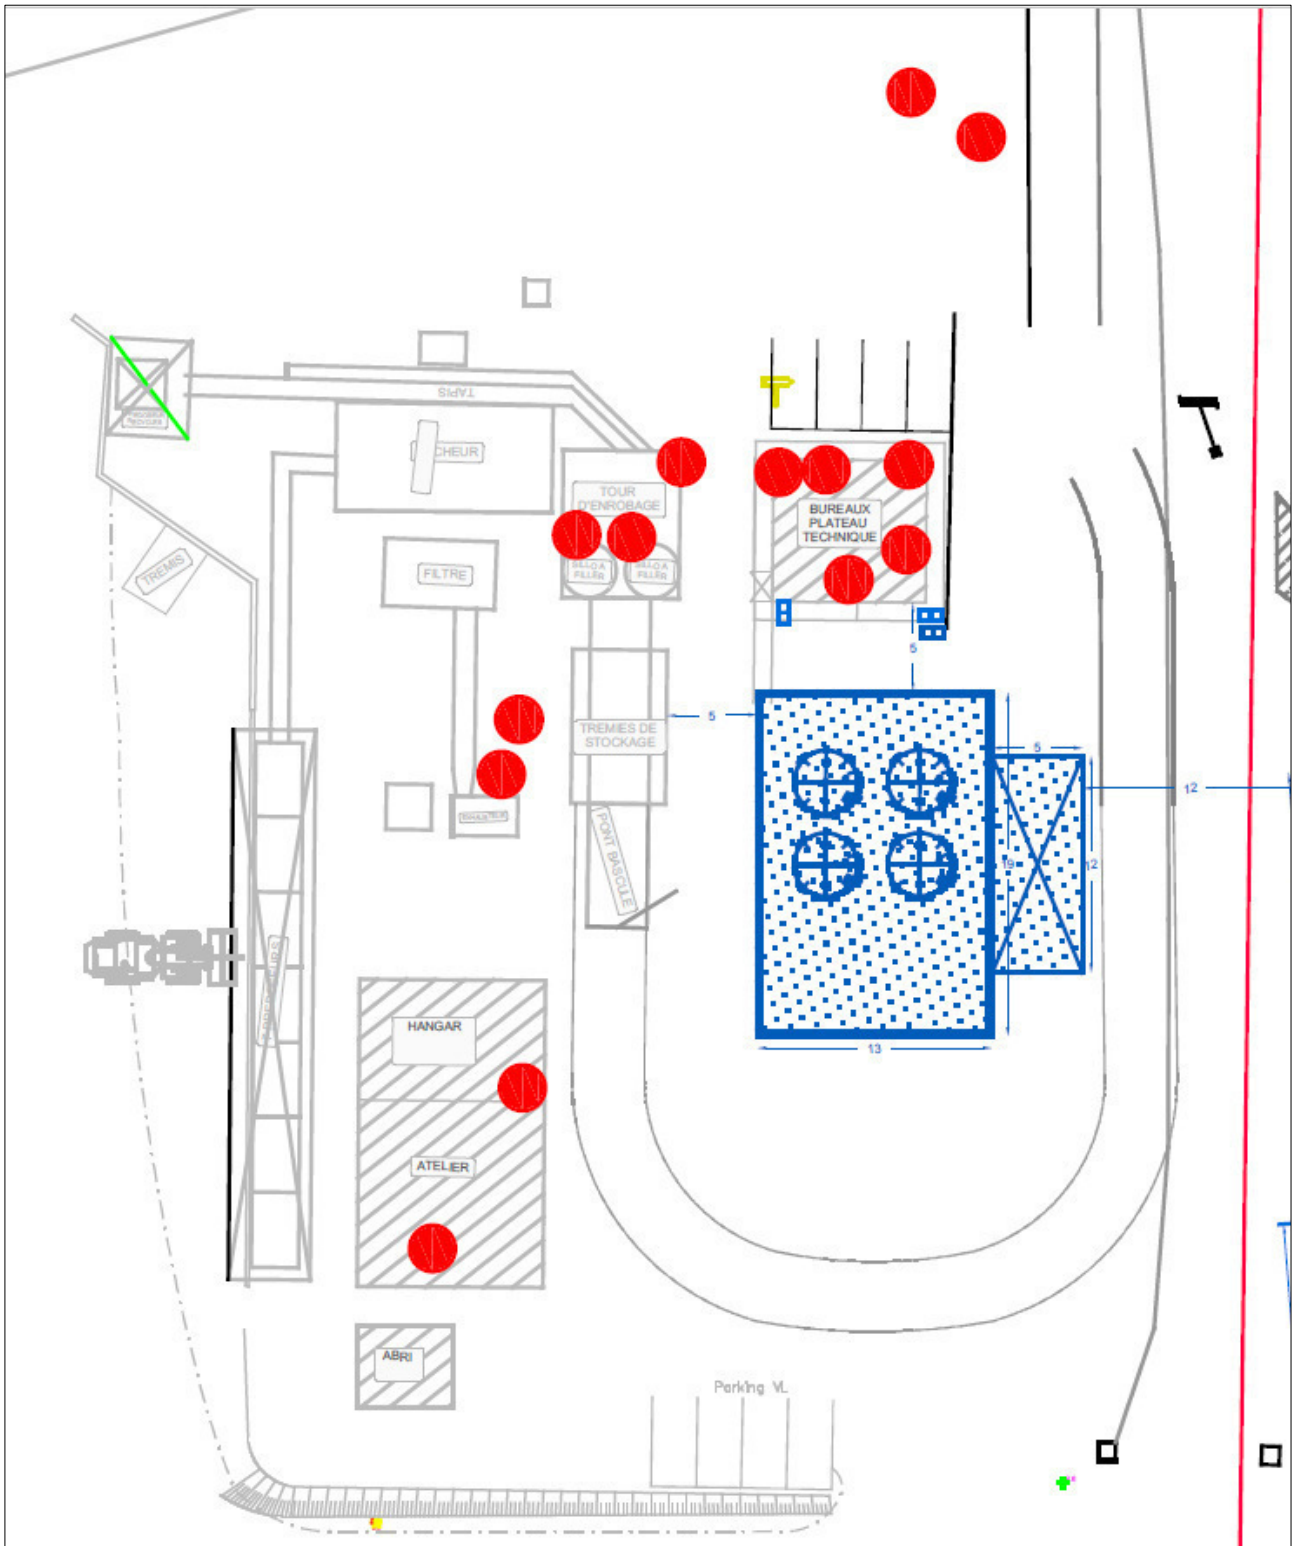 TAPIS
CHEUR
TOUR
D'ENROBAGE
BUREAUX
PLATEAU
TECHNIQUE
TREMIS
FILTRE
SILO A
FILLER
SILO A
FILLER
5
5
TREMIES DE
STOCKAGE
5
12
PONT BASCULE
19
12
HANGAR
13
ATELIER
ABRI
Parking VL